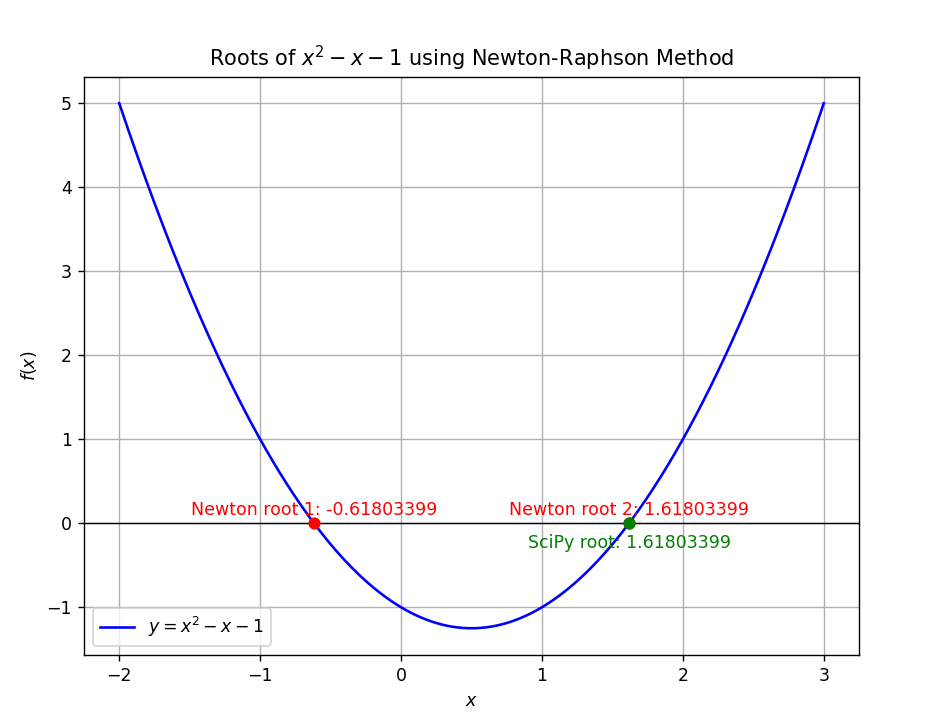 Roots of x² − x − 1 using Newton-Raphson Method
5
4
3
2
1
0
−1
f(x)
Newton root 1: -0.61803399
Newton root 2: 1.61803399
SciPy root: 1.61803399
y = x² − x − 1
−2
−1
0
1
2
3
x